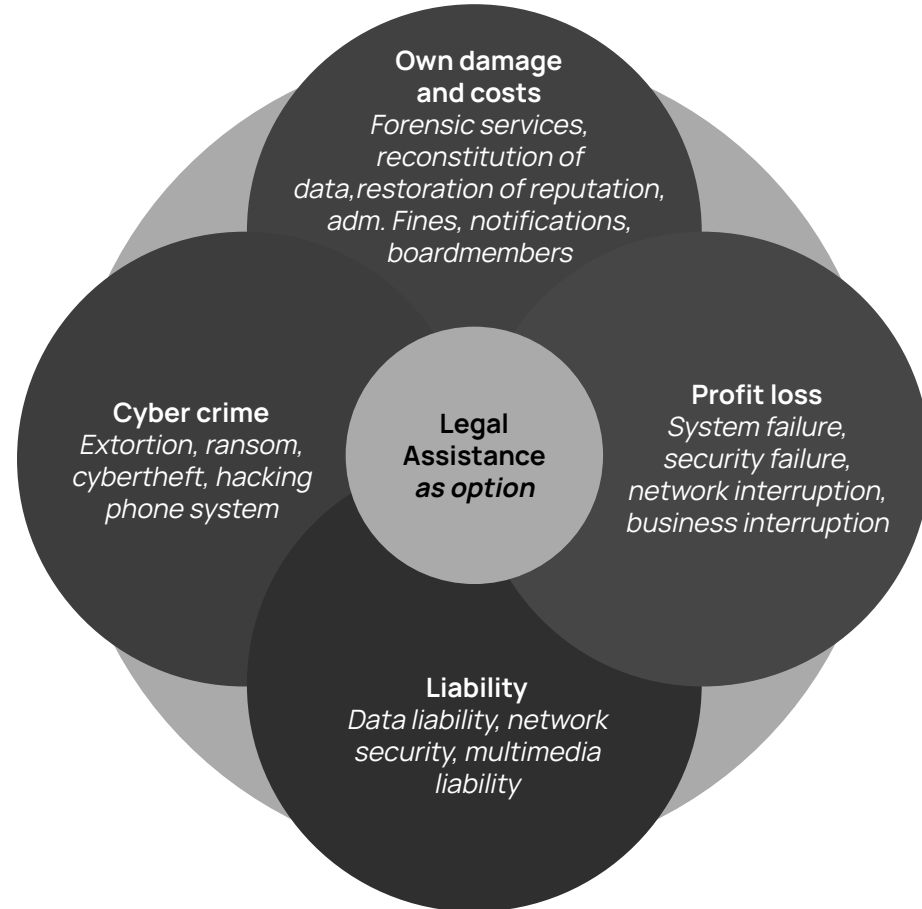 Own damage
and costs
Forensic services,
reconstitution of
data,restoration of reputation,
adm. Fines, notifications,
boardmembers
Cyber crime
Extortion, ransom,
cybertheft, hacking
phone system
Legal
Assistance
as option
Profit loss
System failure,
security failure,
network interruption,
business interruption
Liability
Data liability, network
security, multimedia
liability